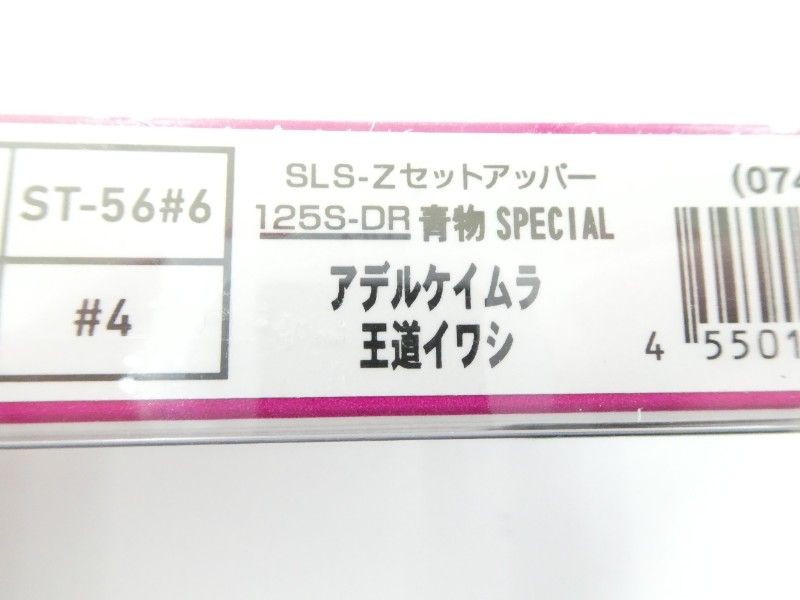 ST-56#6
#4
SLS-Zセットアッパー
125S-DR 青物 SPECIAL
アデルケイムラ
王道イワシ
(074
4 5501